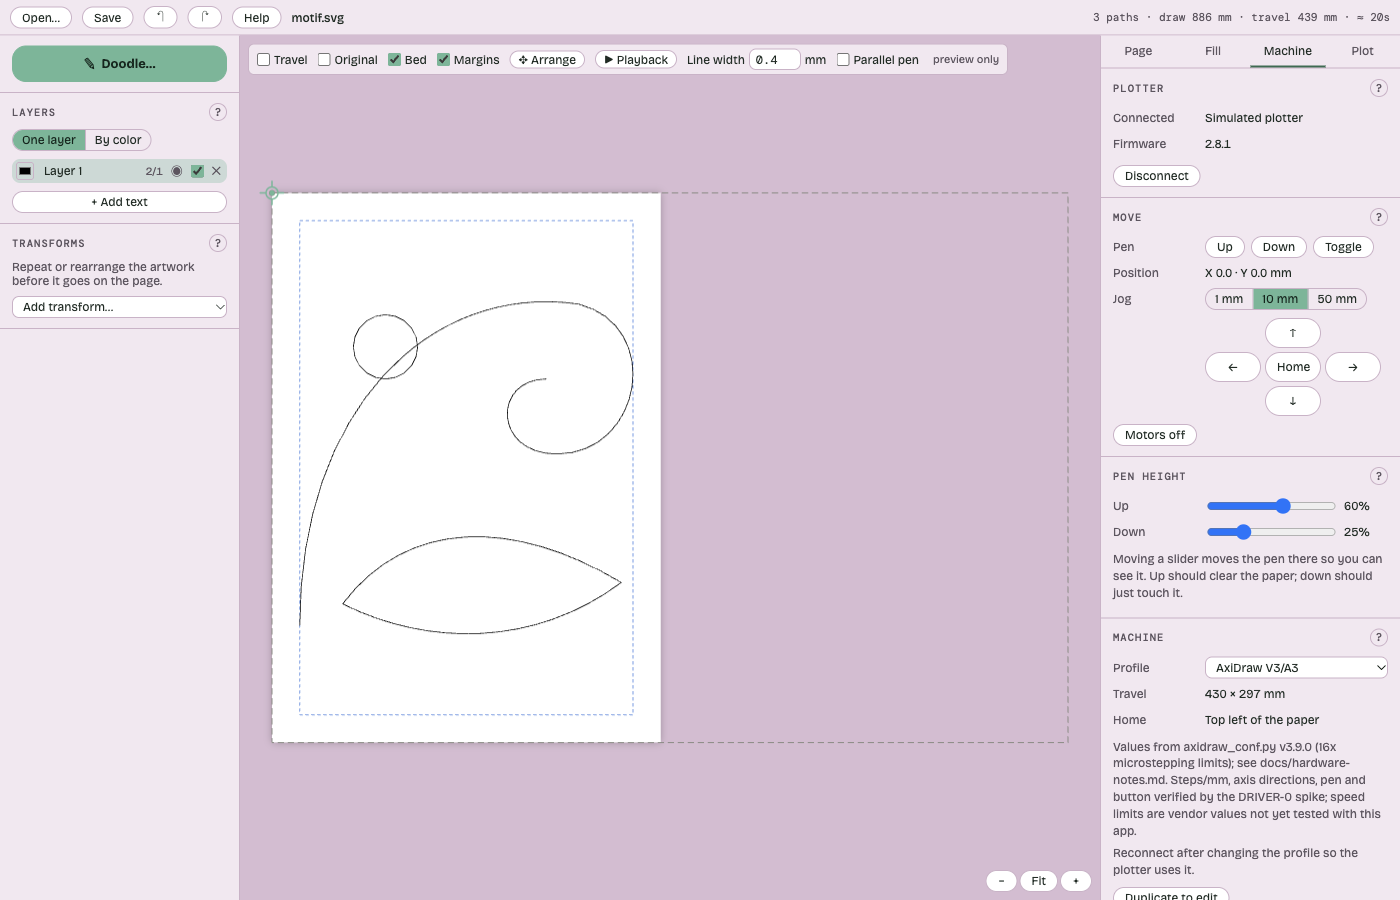 Open... Save Help motif.svg 3 paths · draw 886 mm · travel 439 mm · ≈ 20s
Doodle...
LAYERS ?
One layer By color
Layer 1 2/1
+ Add text
TRANSFORMS ?
Repeat or rearrange the artwork
before it goes on the page.
Add transform...
Travel Original Bed Margins Arrange Playback Line width 0.4 mm Parallel pen preview only
− Fit +
Page Fill Machine Plot
PLOTTER ?
Connected Simulated plotter
Firmware 2.8.1
Disconnect
MOVE ?
Pen Up Down Toggle
Position X 0.0 · Y 0.0 mm
Jog 1 mm 10 mm 50 mm
↑
← Home →
↓
Motors off
PEN HEIGHT ?
Up 60%
Down 25%
Moving a slider moves the pen there so you can
see it. Up should clear the paper; down should
just touch it.
MACHINE ?
Profile AxiDraw V3/A3
Travel 430 × 297 mm
Home Top left of the paper
Values from axidraw_conf.py v3.9.0 (16x
microstepping limits); see docs/hardware-
notes.md. Steps/mm, axis directions, pen and
button verified by the DRIVER-0 spike; speed
limits are vendor values not yet tested with this
app.
Reconnect after changing the profile so the
plotter uses it.
Duplicate to edit